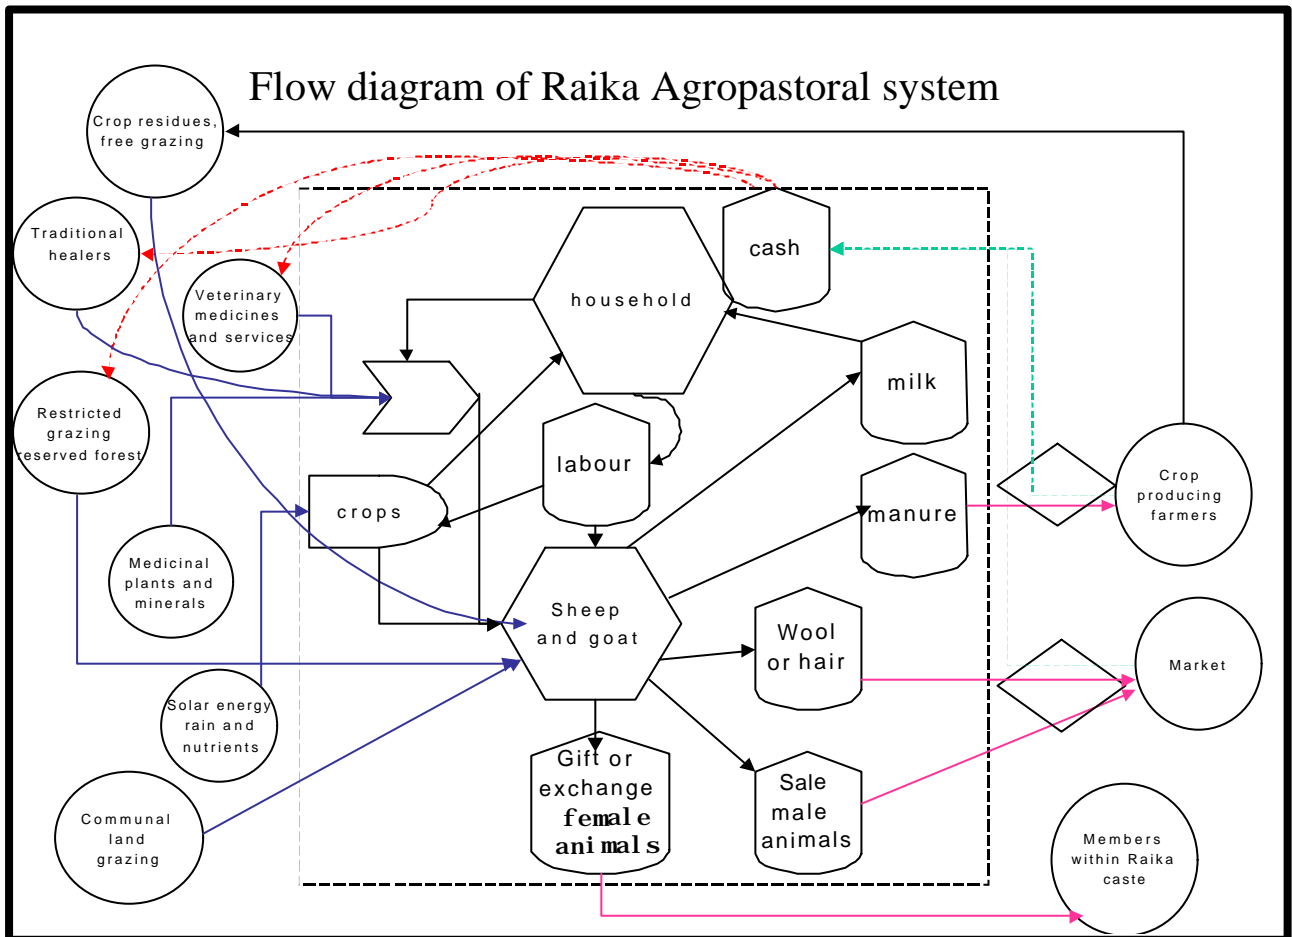 Flow diagram of Raika Agropastoral system
Crop residues,
free grazing
Traditional
healers
Veterinary
medicines
and services
Restricted
grazing
reserved forest
Medicinal
plants and
minerals
Solar energy
rain and
nutrients
Communal
land
grazing
household
cash
milk
labour
crops
manure
Sheep
and goat
Wool
or hair
Gift or
exchange
female
animals
Sale
male
animals
Crop
producing
farmers
Market
Members
within Raika
caste